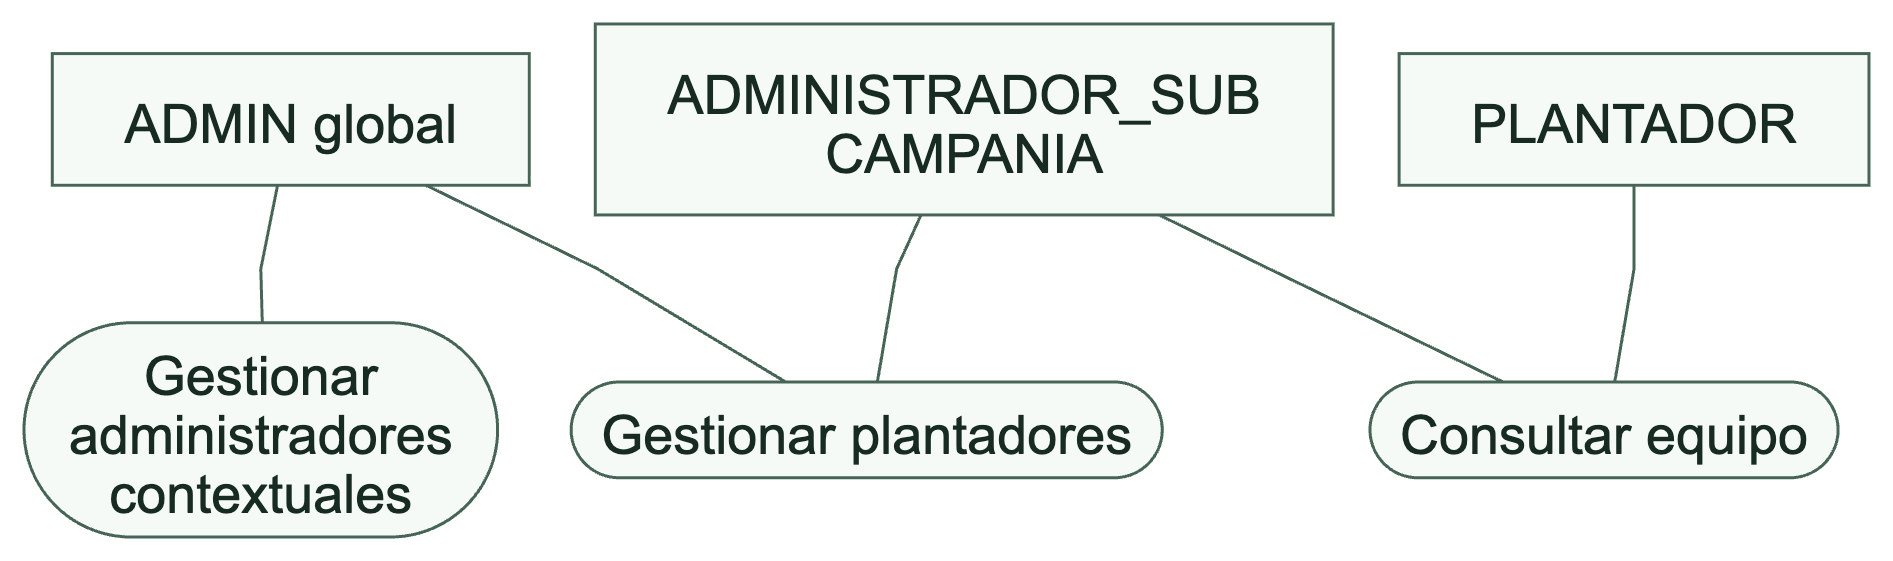 ADMIN global
ADMINISTRADOR_SUB
CAMPANIA
PLANTADOR
Gestionar
administradores
contextuales
Gestionar plantadores
Consultar equipo